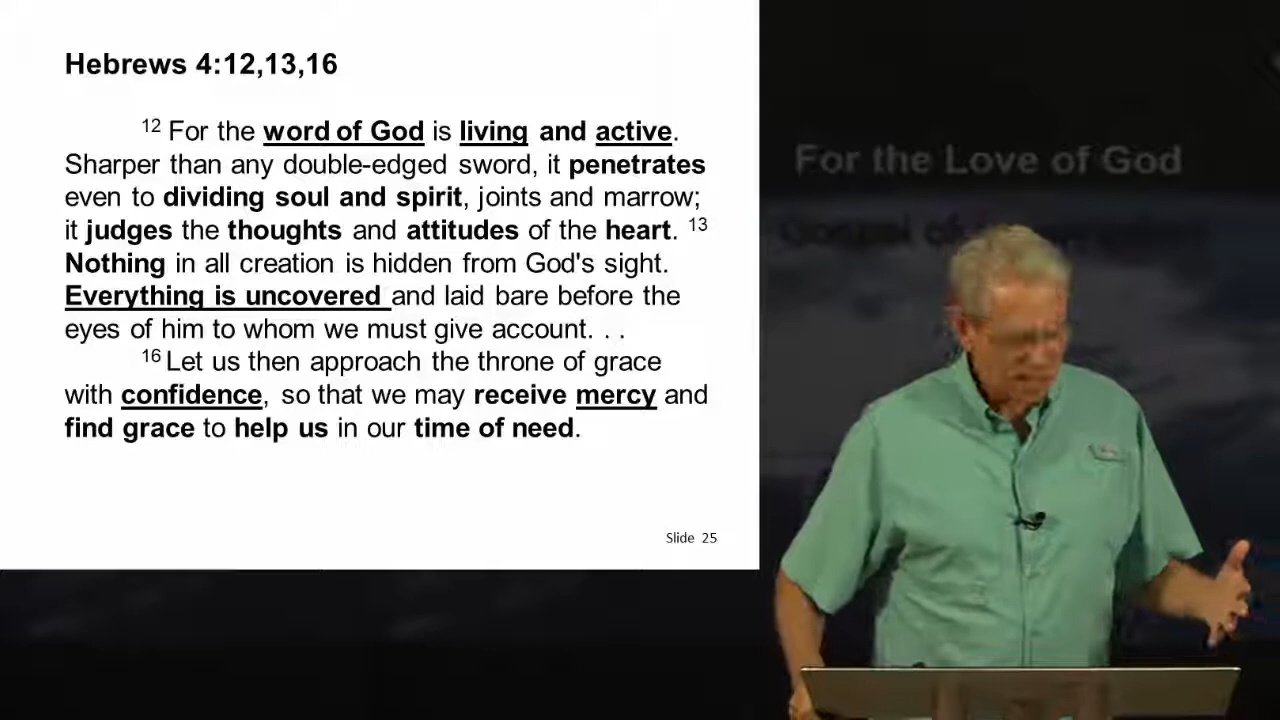 Hebrews 4:12,13,16
12 For the word of God is living and active.
Sharper than any double-edged sword, it penetrates
even to dividing soul and spirit, joints and marrow;
it judges the thoughts and attitudes of the heart. 13
Nothing in all creation is hidden from God's sight.
Everything is uncovered and laid bare before the
eyes of him to whom we must give account. . .
16 Let us then approach the throne of grace
with confidence, so that we may receive mercy and
find grace to help us in our time of need.
Slide 25
For the Love of God
Gospel of